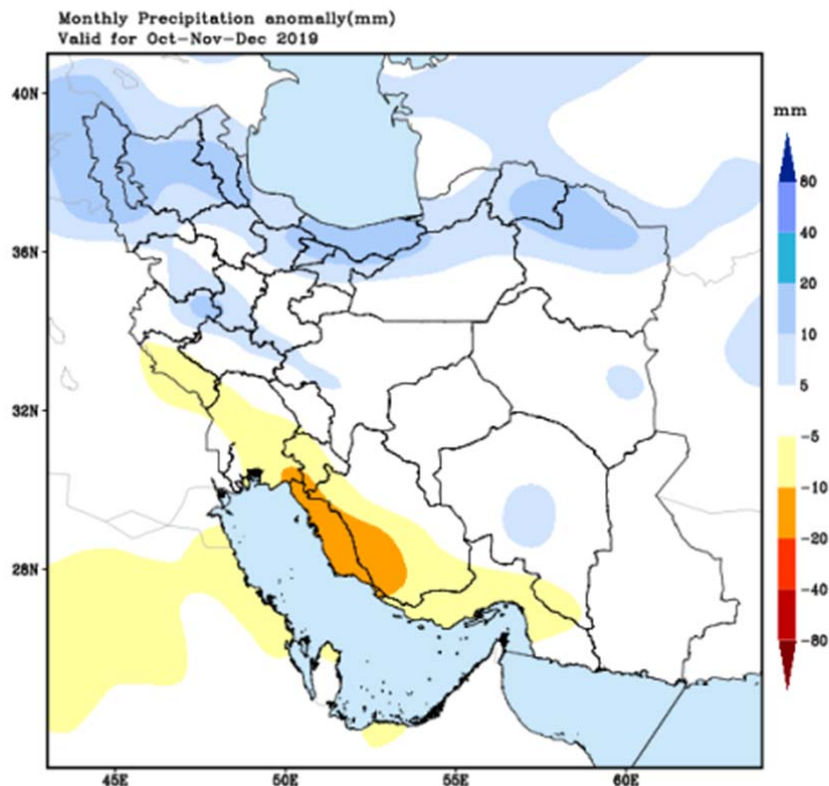 Monthly Precipitation anomally(mm)
Valid for Oct-Nov-Dec 2019
40N
36N
32N
28N
45E
50E
55E
60E
mm
80
40
20
10
5
-5
-10
-20
-40
-80